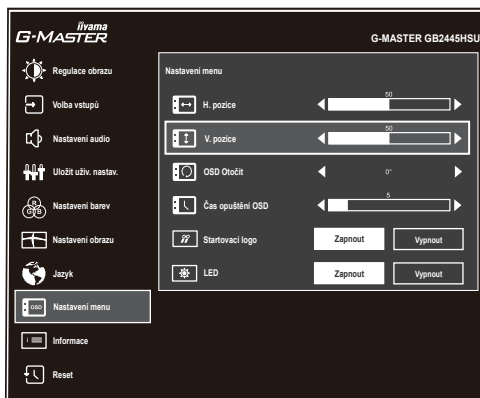 iiyama
G-MASTER
G-MASTER GB2445HSU
Regulace obrazu
Volba vstupů
Nastavení audio
Uložit uživ. nastav.
R
G B
Nastavení barev
Nastavení obrazu
Jazyk
OSD
Nastavení menu
i
Informace
Reset
Nastavení menu
H. pozice
50
V. pozice
50
OSD Otočit
0°
Čas opuštění OSD
5
Startovací logo
Zapnout
Vypnout
LED
Zapnout
Vypnout